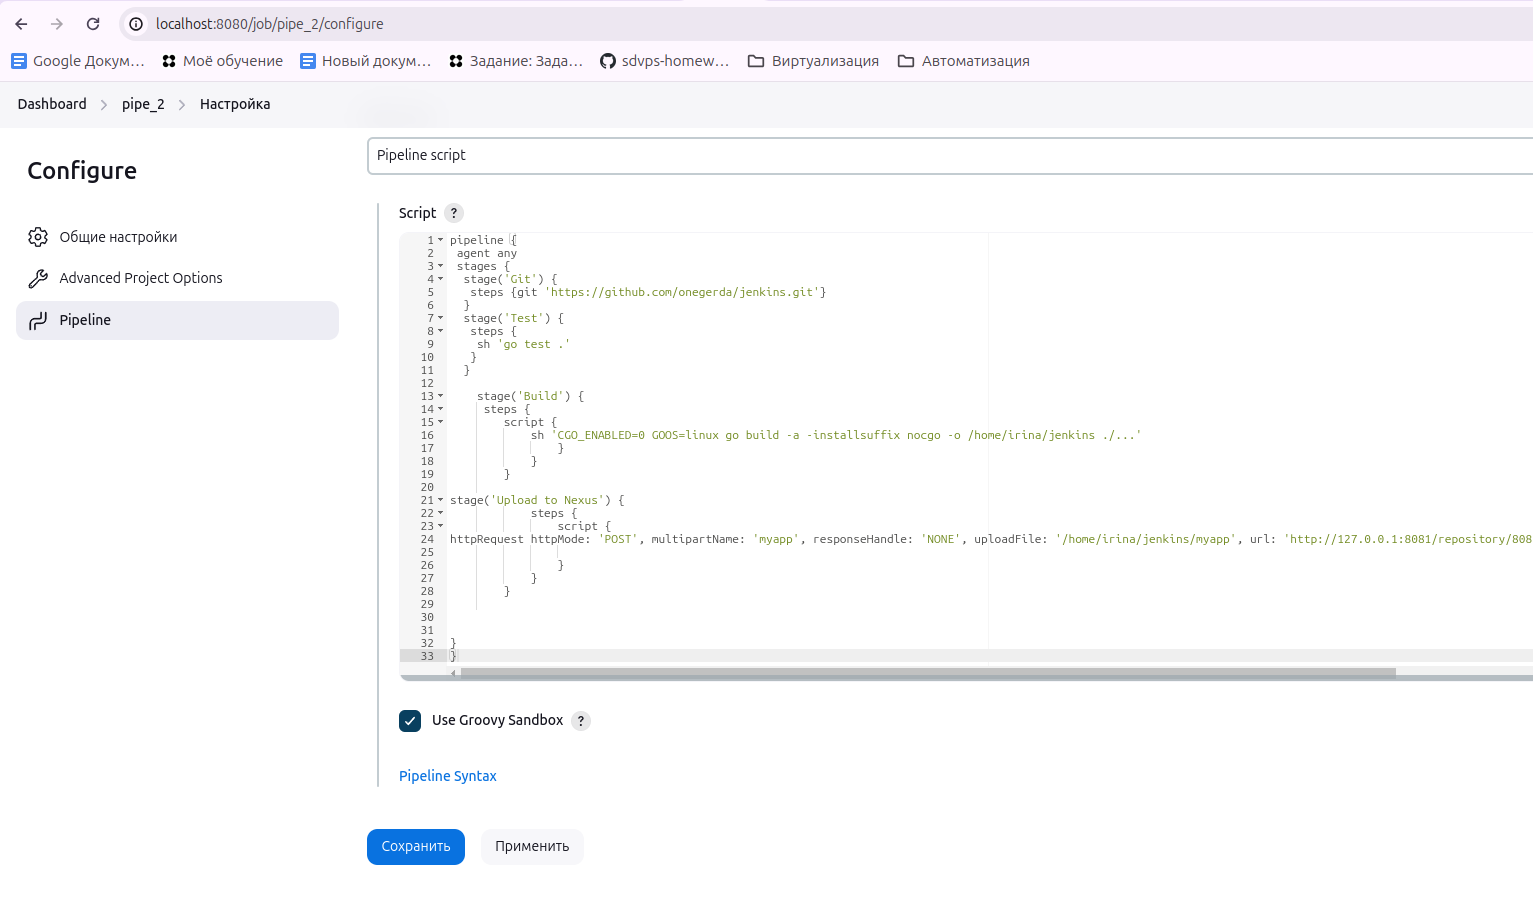 localhost:8080/job/pipe_2/configure
Google Докум... Моё обучение Новый докум... Задание: Зада... sdvps-homew... Виртуализация Автоматизация
Dashboard pipe_2 Настройка
Configure
Общие настройки
Advanced Project Options
Pipeline
Pipeline script
Script ?
1 pipeline {
2 agent any
3 stages {
4 stage('Git') {
5 steps {git 'https://github.com/onegerda/jenkins.git'}
6 }
7 stage('Test') {
8 steps {
9 sh 'go test .'
10 }
11 }
12
13 stage('Build') {
14 steps {
15 script {
16 sh 'CGO_ENABLED=0 GOOS=linux go build -a -installsuffix nocgo -o /home/irina/jenkins ./...'
17 }
18 }
19 }
20
21 stage('Upload to Nexus') {
22 steps {
23 script {
24 httpRequest httpMode: 'POST', multipartName: 'myapp', responseHandle: 'NONE', uploadFile: '/home/irina/jenkins/myapp', url: 'http://127.0.0.1:8081/repository/808
25
26 }
27 }
28 }
29
30
31
32 }
33 }
Use Groovy Sandbox ?
Pipeline Syntax
Сохранить Применить